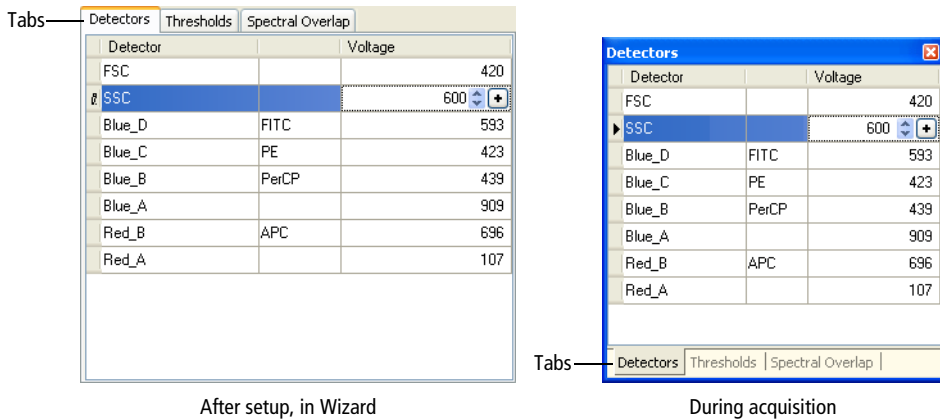 Tabs
Detectors Thresholds Spectral Overlap
Detector Voltage
FSC 420
SSC 600
Blue_D FITC 593
Blue_C PE 423
Blue_B PerCP 439
Blue_A 909
Red_B APC 696
Red_A 107
After setup, in Wizard
Detectors
Detector Voltage
FSC 420
SSC 600
Blue_D FITC 593
Blue_C PE 423
Blue_B PerCP 439
Blue_A 909
Red_B APC 696
Red_A 107
Tabs
Detectors Thresholds Spectral Overlap
During acquisition